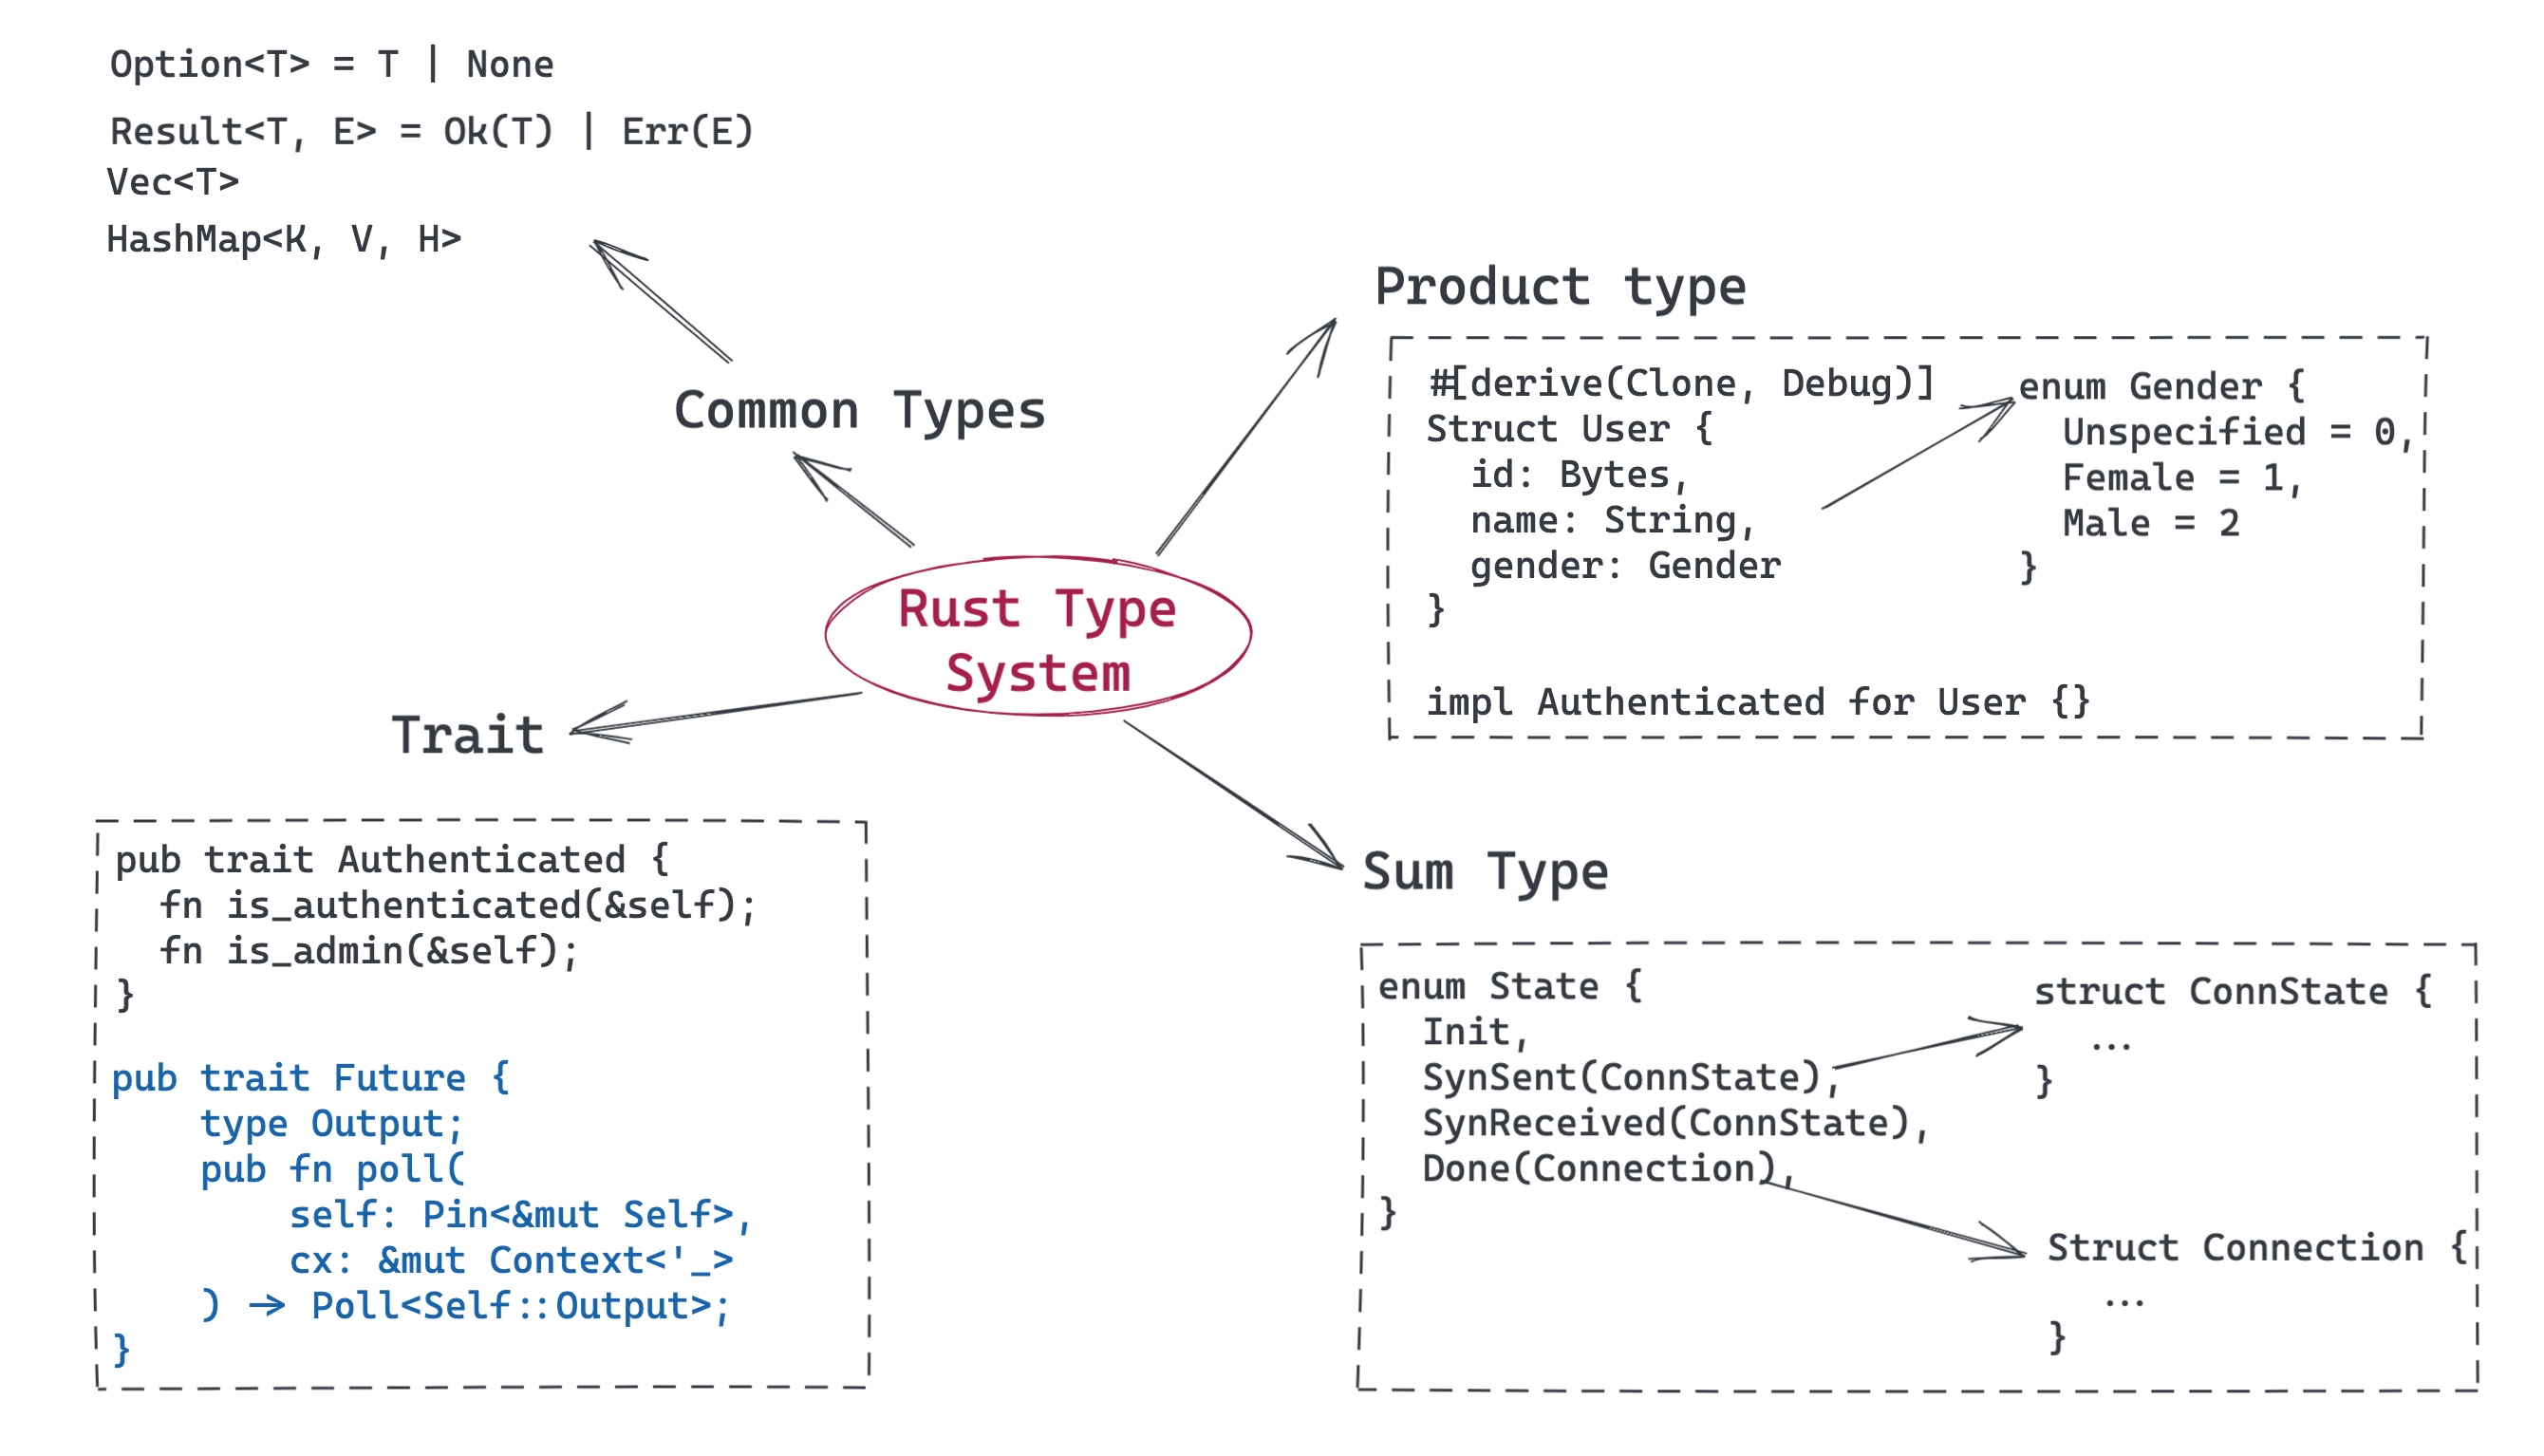 Option<T> = T | None
Result<T, E> = Ok(T) | Err(E)
Vec<T>
HashMap<K, V, H>
Common Types
Product type
#[derive(Clone, Debug)]
Struct User {
  id: Bytes,
  name: String,
  gender: Gender
}
impl Authenticated for User {}
enum Gender {
  Unspecified = 0,
  Female = 1,
  Male = 2
}
Rust Type
System
Trait
pub trait Authenticated {
  fn is_authenticated(&self);
  fn is_admin(&self);
}
pub trait Future {
    type Output;
    pub fn poll(
        self: Pin<&mut Self>,
        cx: &mut Context<'_>
    ) -> Poll<Self::Output>;
}
Sum Type
enum State {
  Init,
  SynSent(ConnState),
  SynReceived(ConnState),
  Done(Connection),
}
struct ConnState {
  ...
}
Struct Connection {
  ...
}